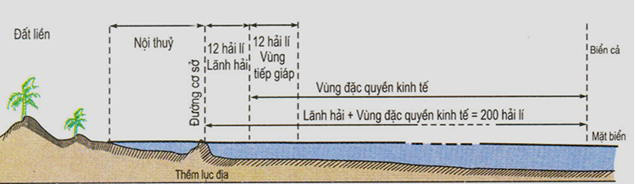 Đất liền
Nội thuỷ
Đường cơ sở
12 hải lí
Lãnh hải
12 hải lí
Vùng
tiếp giáp
Biển cả
Vùng đặc quyền kinh tế
Lãnh hải + Vùng đặc quyền kinh tế = 200 hải lí
Mặt biển
Thềm lục địa